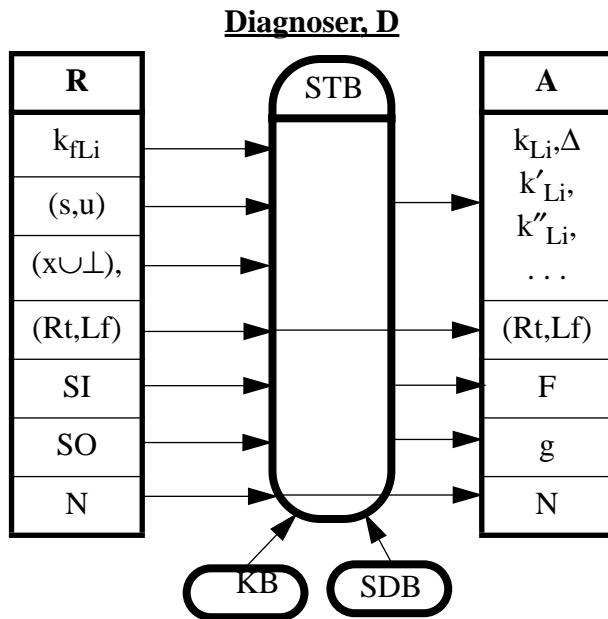 Diagnoser, D
R
STB
A
k_fLi
k_Li,Δ
(s,u)
k′_Li,
k″_Li,
(x∪⊥),
. . .
(Rt,Lf)
(Rt,Lf)
SI
F
SO
g
N
N
KB
SDB